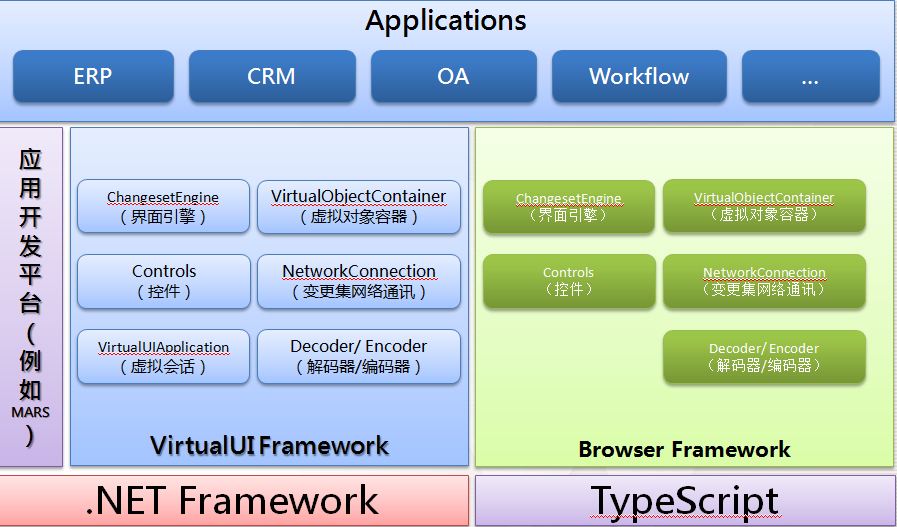 Applications
ERP
CRM
OA
Workflow
...
应用开发平台(例如MARS)
ChangesetEngine
（界面引擎）
VirtualObjectContainer
（虚拟对象容器）
Controls
（控件）
NetworkConnection
（变更集网络通讯）
VirtualUIApplication
（虚拟会话）
Decoder/ Encoder
（解码器/编码器）
VirtualUI Framework
ChangesetEngine
（界面引擎）
VirtualObjectContainer
（虚拟对象容器）
Controls
（控件）
NetworkConnection
（变更集网络通讯）
Decoder/ Encoder
（解码器/编码器）
Browser Framework
.NET Framework
TypeScript